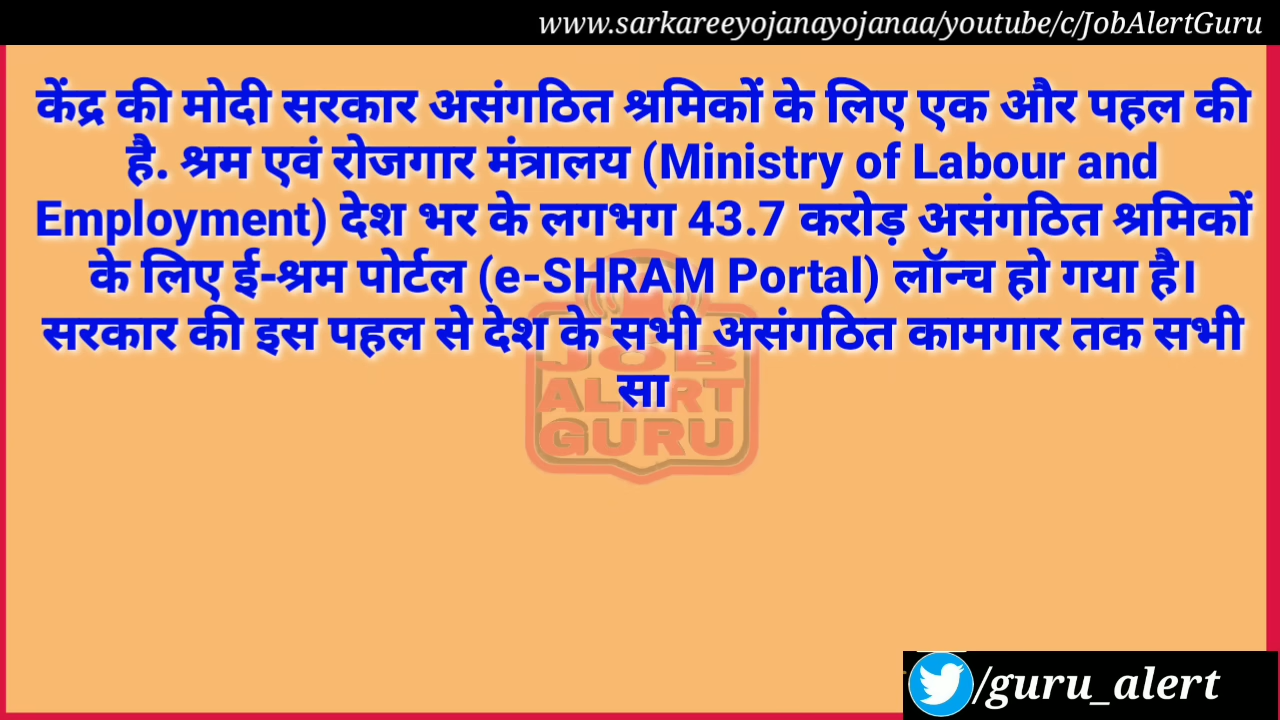 www.sarkareeyojanayojanaa/youtube/c/JobAlertGuru
केंद्र की मोदी सरकार असंगठित श्रमिकों के लिए एक और पहल की
है. श्रम एवं रोजगार मंत्रालय (Ministry of Labour and
Employment) देश भर के लगभग 43.7 करोड़ असंगठित श्रमिकों
के लिए ई-श्रम पोर्टल (e-SHRAM Portal) लॉन्च हो गया है।
सरकार की इस पहल से देश के सभी असंगठित कामगार तक सभी
सा
JOB
ALERT
GURU
/guru_alert